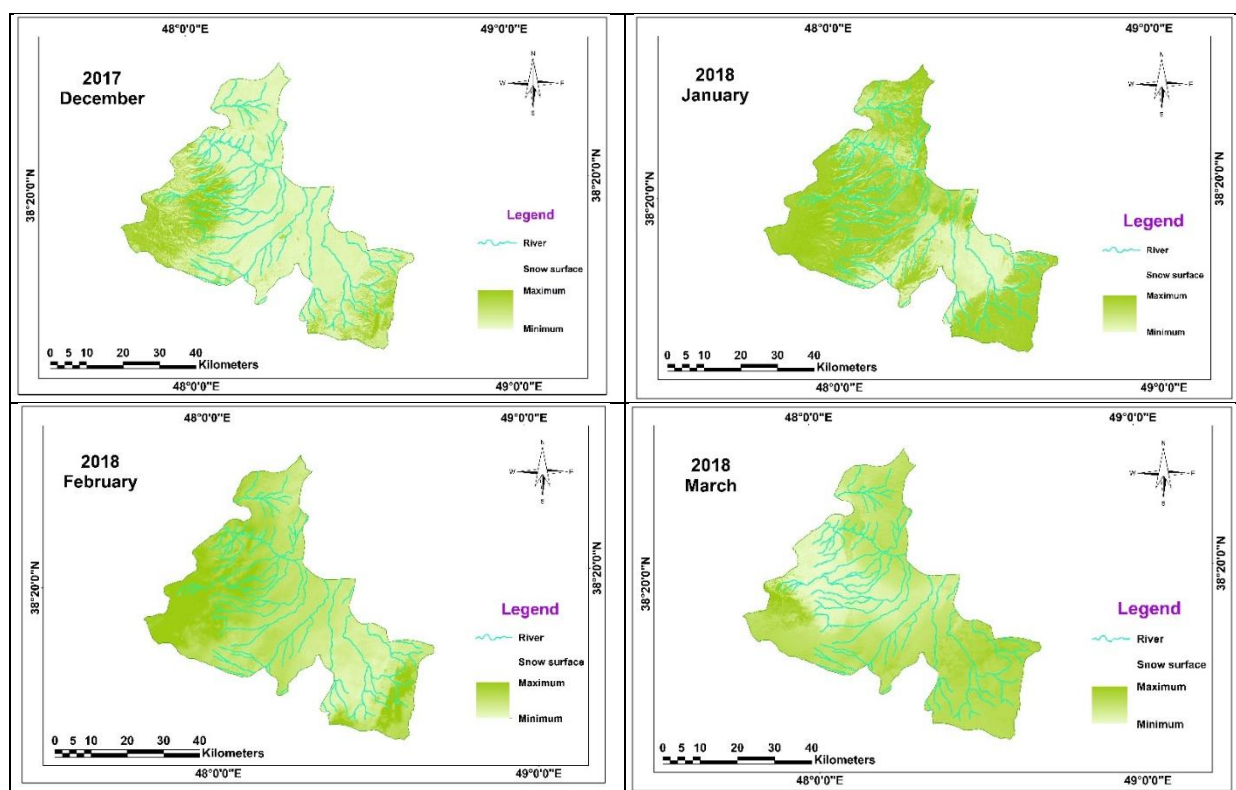 48°0'0"E 49°0'0"E
2017
December
N
W E
S
38°20'0"N 38°20'0"N
Legend
River
Snow surface
Maximum
Minimum
0 5 10 20 30 40
Kilometers
48°0'0"E 49°0'0"E
48°0'0"E 49°0'0"E
2018
January
N
W E
S
38°20'0"N 38°20'0"N
Legend
River
Snow surface
Maximum
Minimum
0 5 10 20 30 40
Kilometers
48°0'0"E 49°0'0"E
48°0'0"E 49°0'0"E
2018
February
N
W E
S
38°20'0"N 38°20'0"N
Legend
River
Snow surface
Maximum
Minimum
0 5 10 20 30 40
Kilometers
48°0'0"E 49°0'0"E
48°0'0"E 49°0'0"E
2018
March
N
W E
S
38°20'0"N 38°20'0"N
Legend
River
Snow surface
Maximum
Minimum
0 5 10 20 30 40
Kilometers
48°0'0"E 49°0'0"E